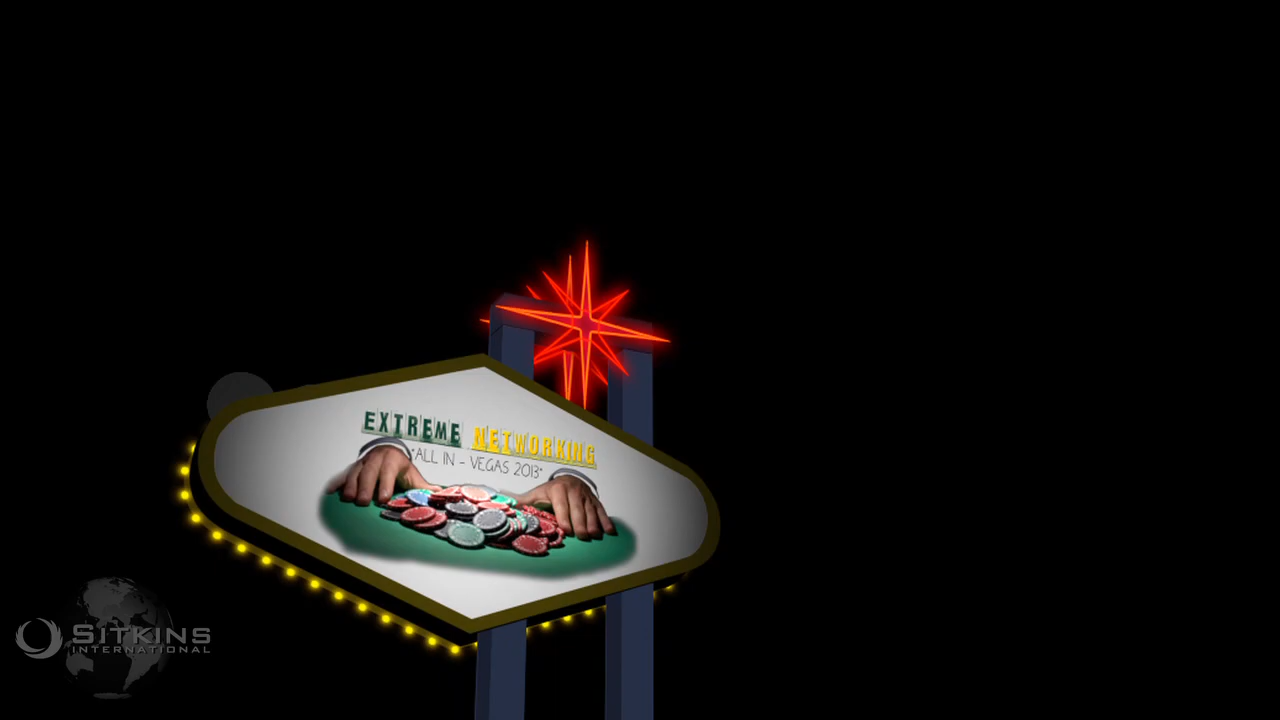 EXTREME NETWORKING
"ALL IN - VEGAS 2013"
SITKINS
INTERNATIONAL